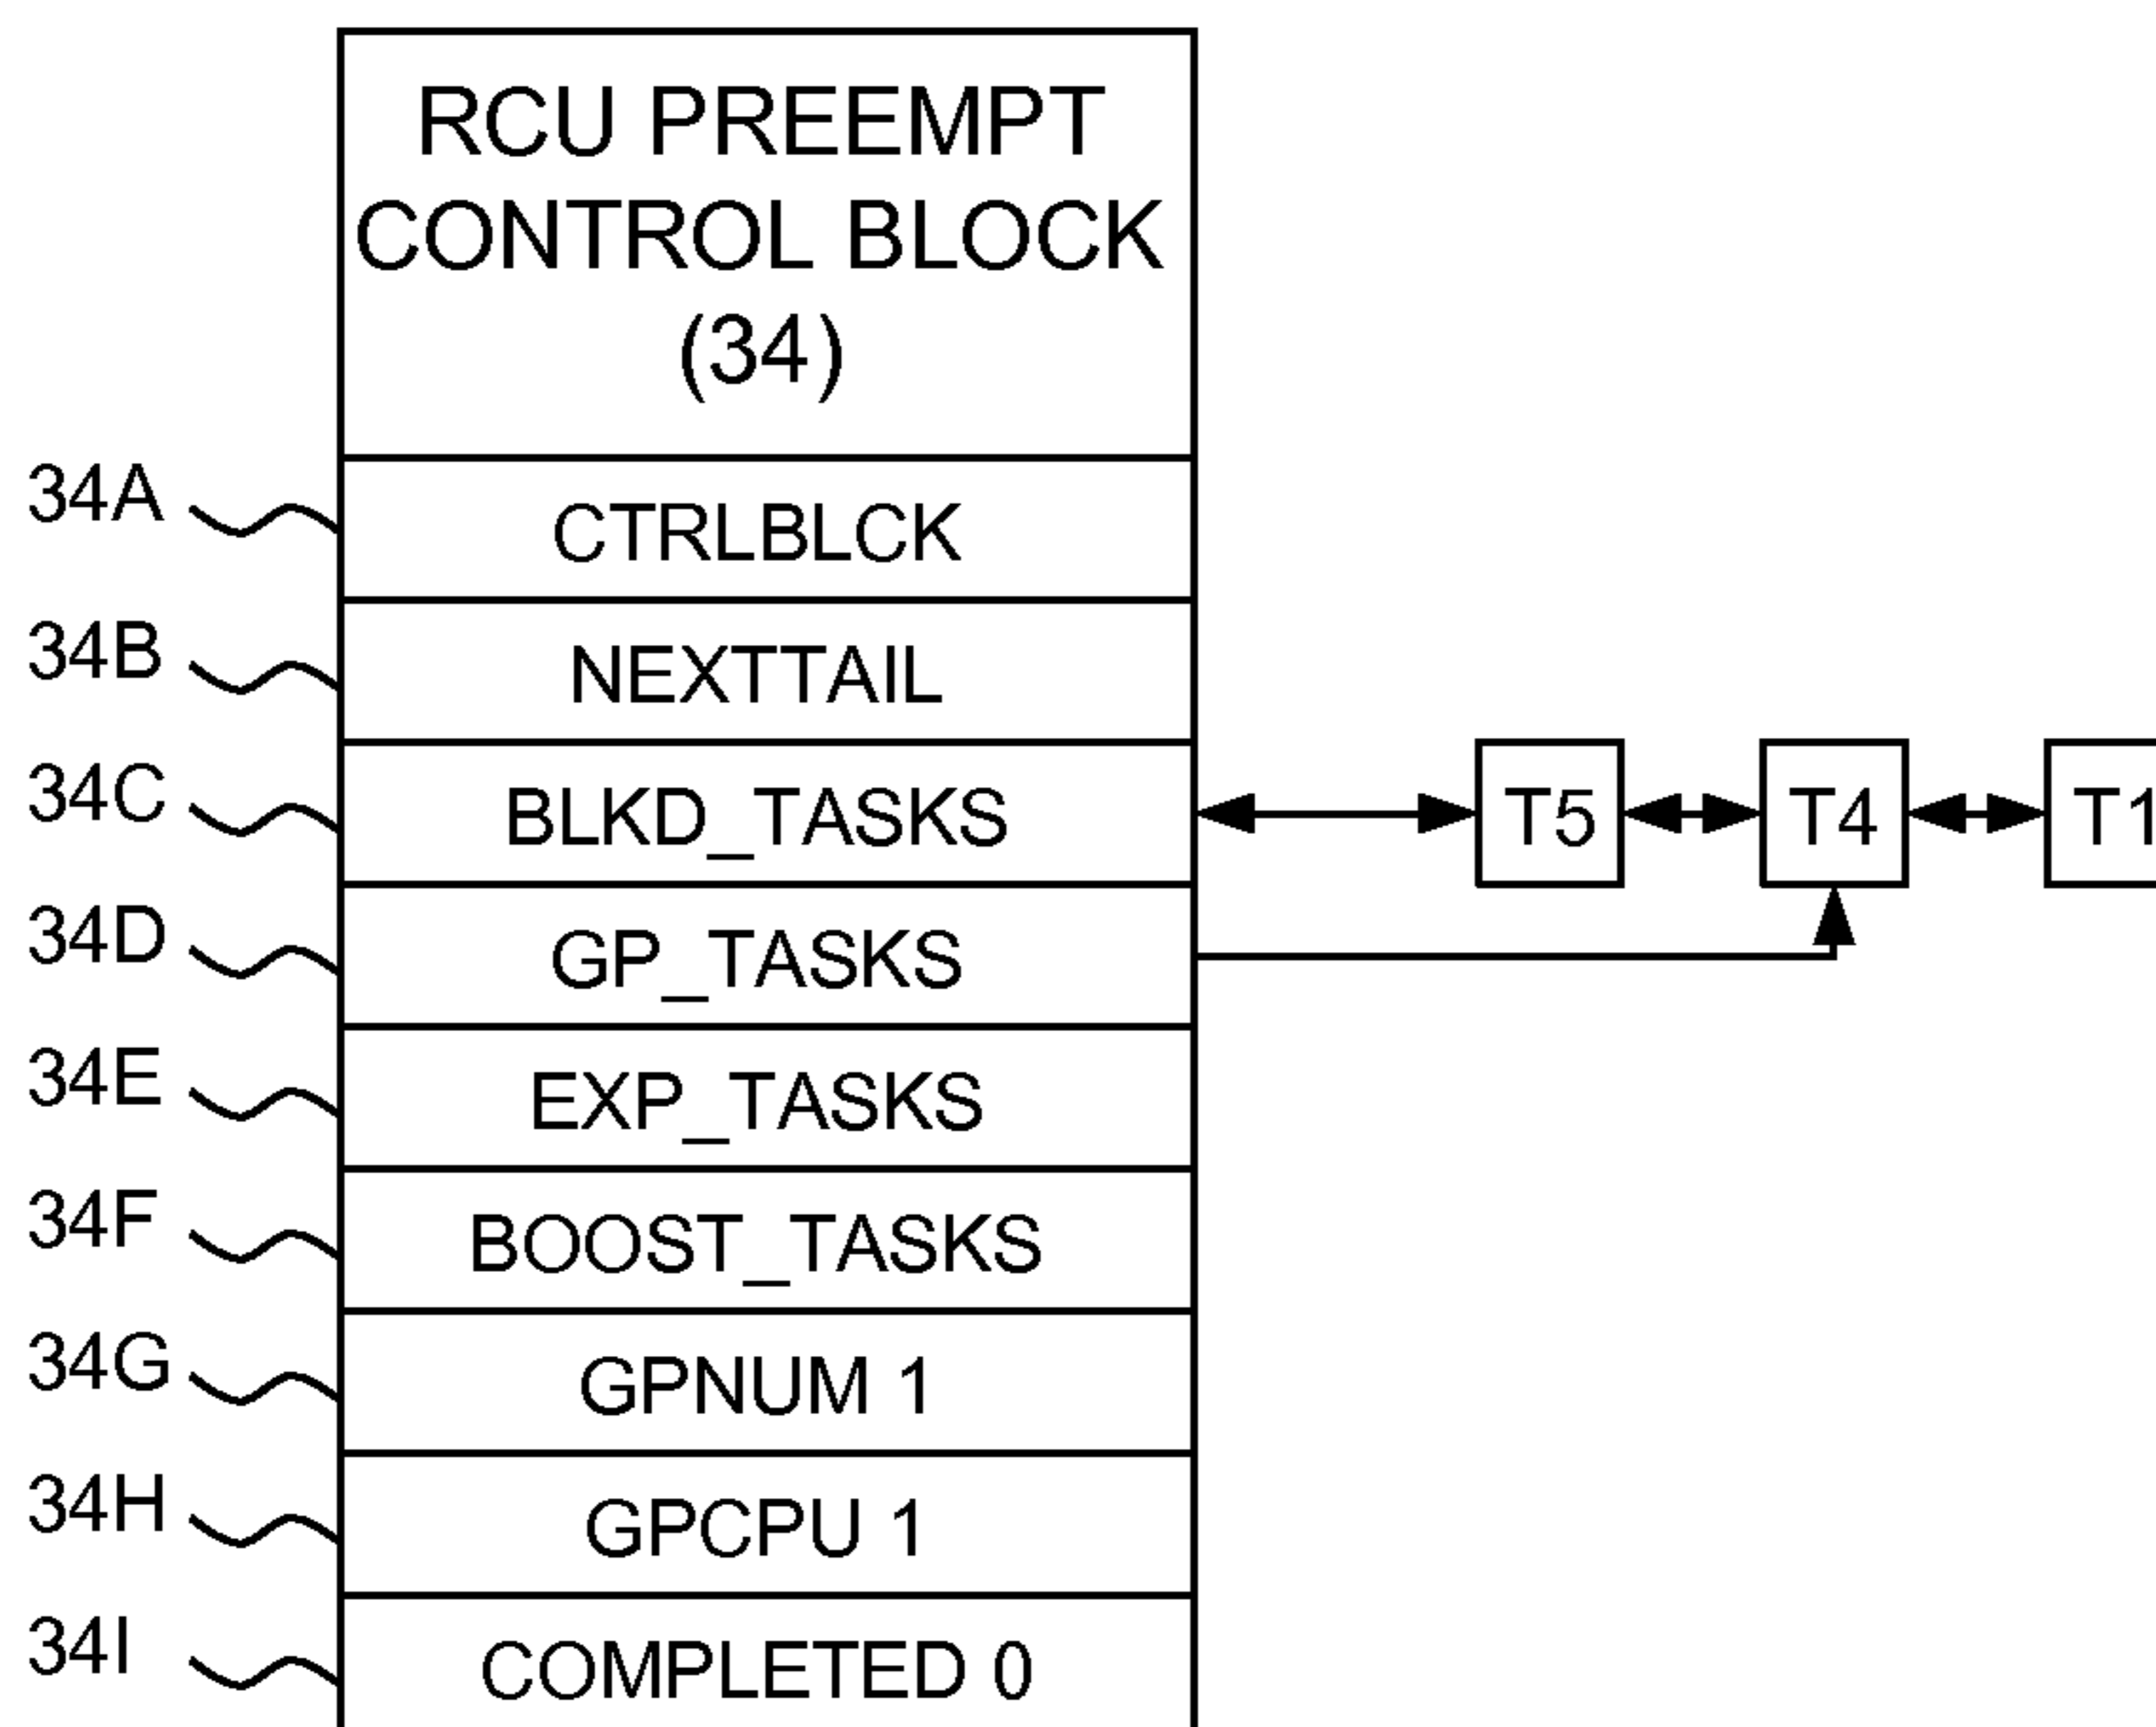 RCU PREEMPT
CONTROL BLOCK
(34)
34A CTRLBLCK
34B NEXTTAIL
34C BLKD_TASKS T5 T4 T1
34D GP_TASKS
34E EXP_TASKS
34F BOOST_TASKS
34G GPNUM 1
34H GPCPU 1
34I COMPLETED 0